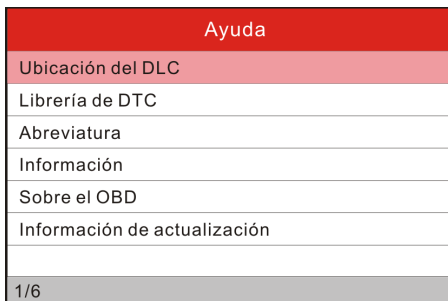 Ayuda
Ubicación del DLC
Librería de DTC
Abreviatura
Información
Sobre el OBD
Información de actualización
1/6